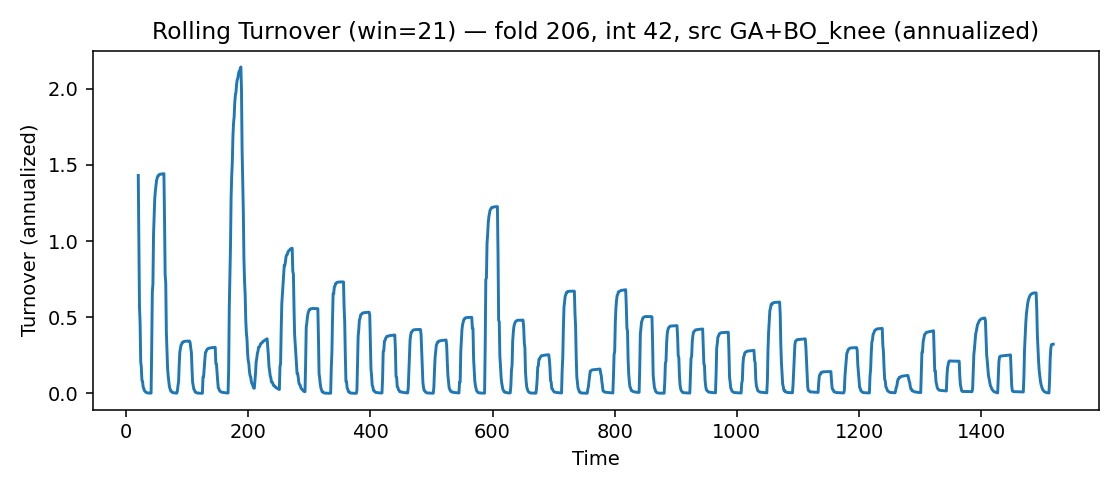 Rolling Turnover (win=21) — fold 206, int 42, src GA+BO_knee (annualized)
Turnover (annualized)
2.0
1.5
1.0
0.5
0.0
0 200 400 600 800 1000 1200 1400
Time